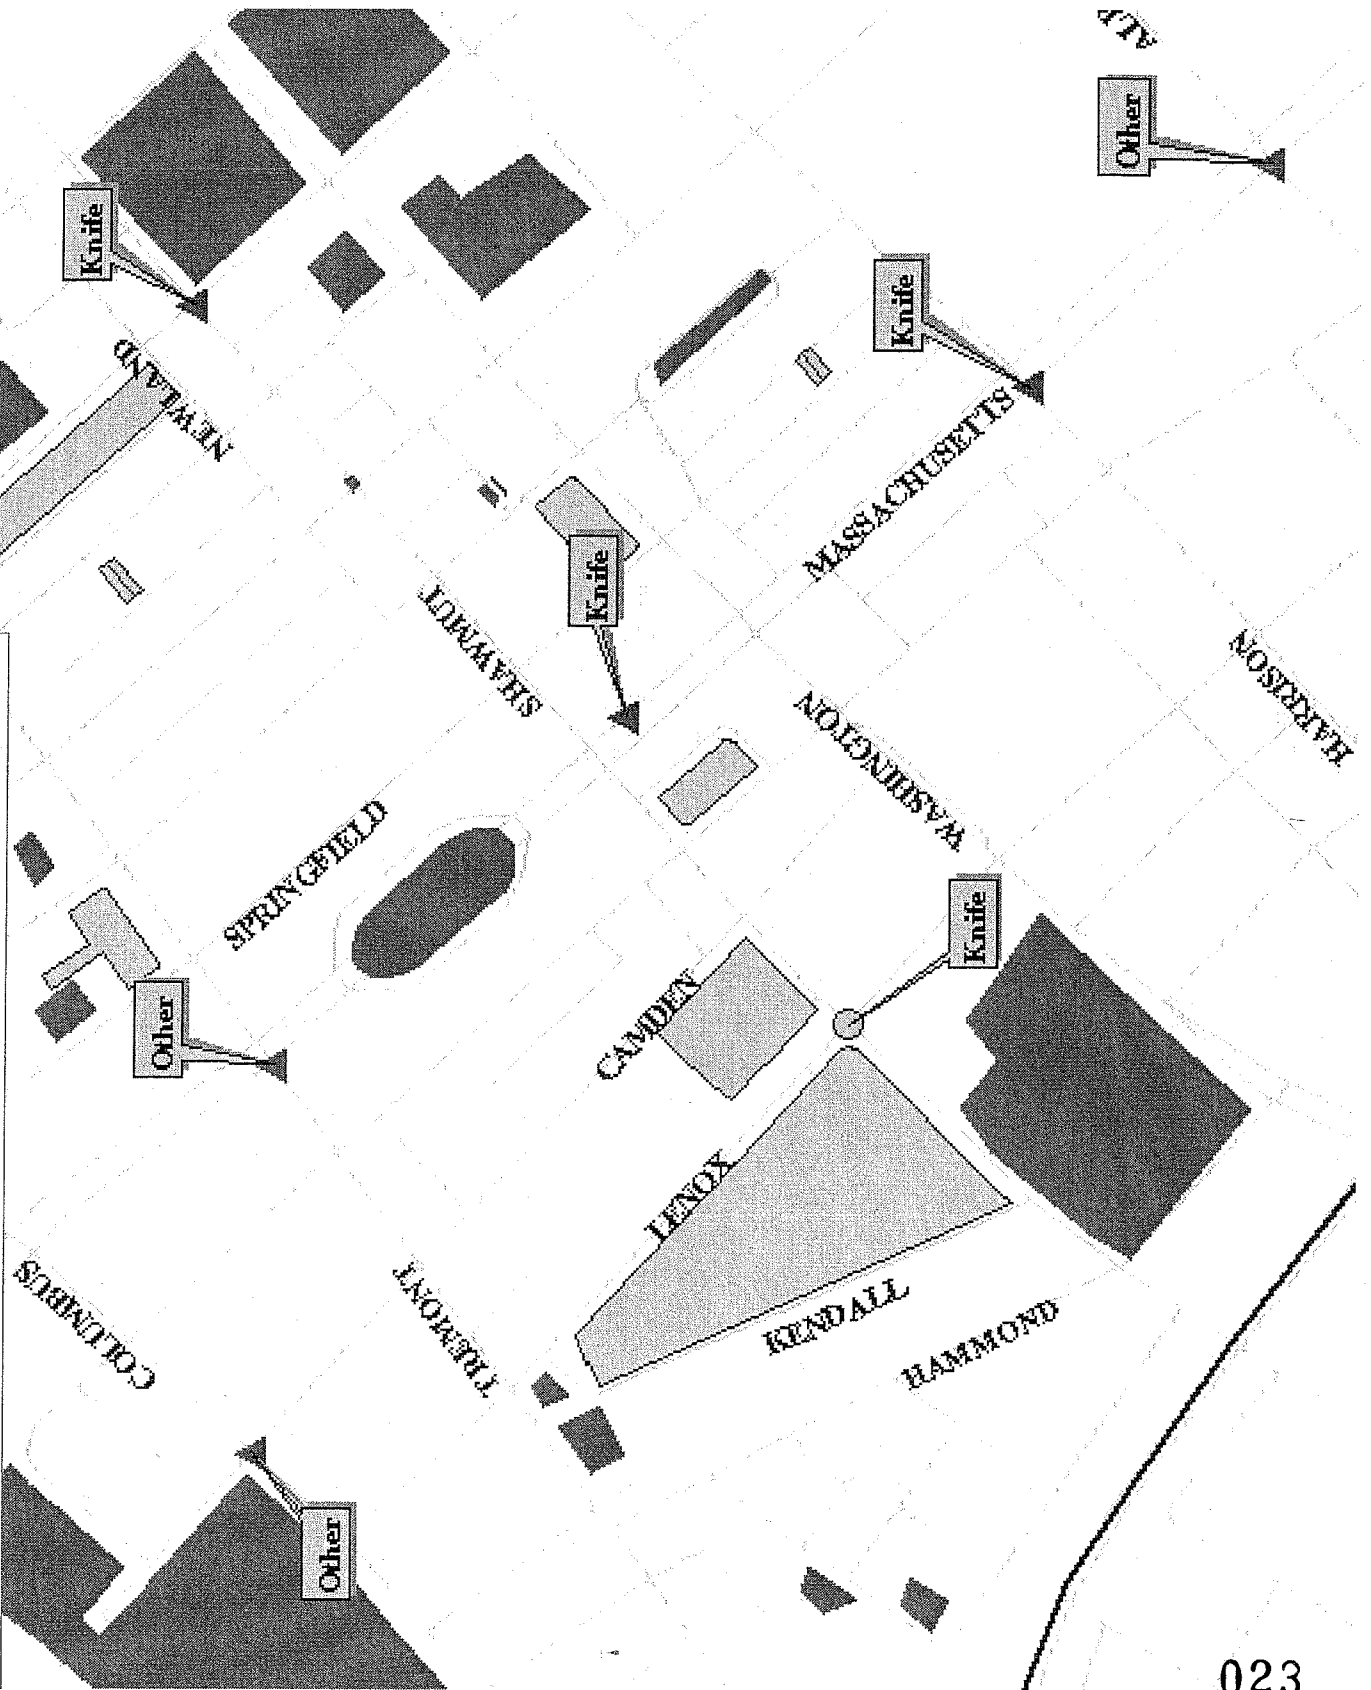 ALP
Other
Knife
Knife
NEWLAND
MASSACHUSETTS
Knife
SHAWMUT
HARRISON
WASHINGTON
SPRINGFIELD
Knife
Other
CAMDEN
LENOX
COLUMBUS
TREMONT
KENDALL
HAMMOND
Other
023